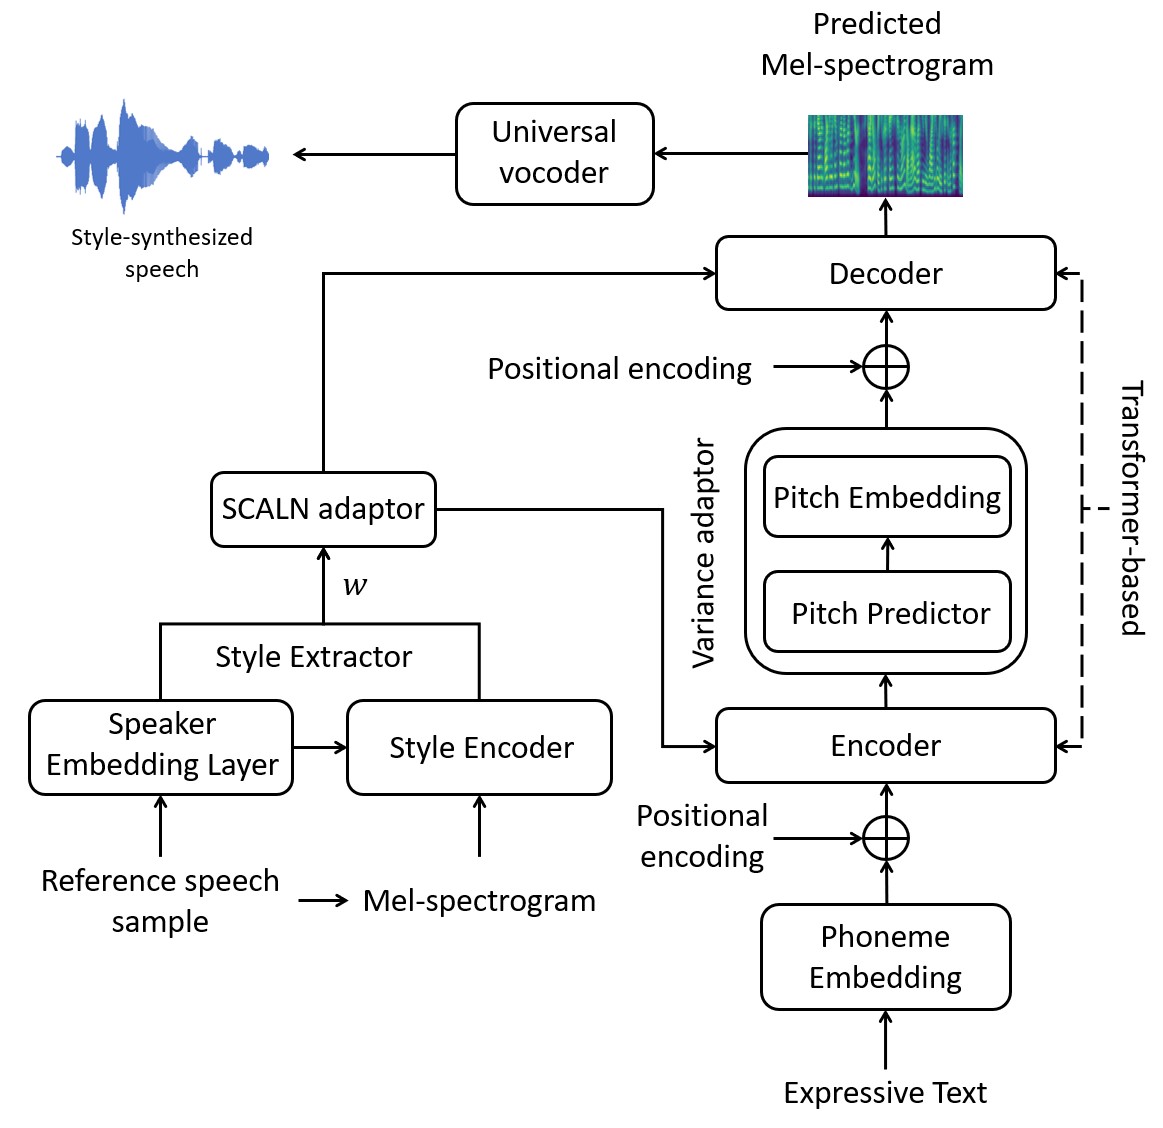 Predicted
Mel-spectrogram
Universal
vocoder
Style-synthesized
speech
Decoder
Positional encoding
Transformer-based
Variance adaptor
Pitch Embedding
SCALN adaptor
w
Pitch Predictor
Style Extractor
Speaker
Embedding Layer
Style Encoder
Encoder
Positional
encoding
Reference speech
sample
Mel-spectrogram
Phoneme
Embedding
Expressive Text